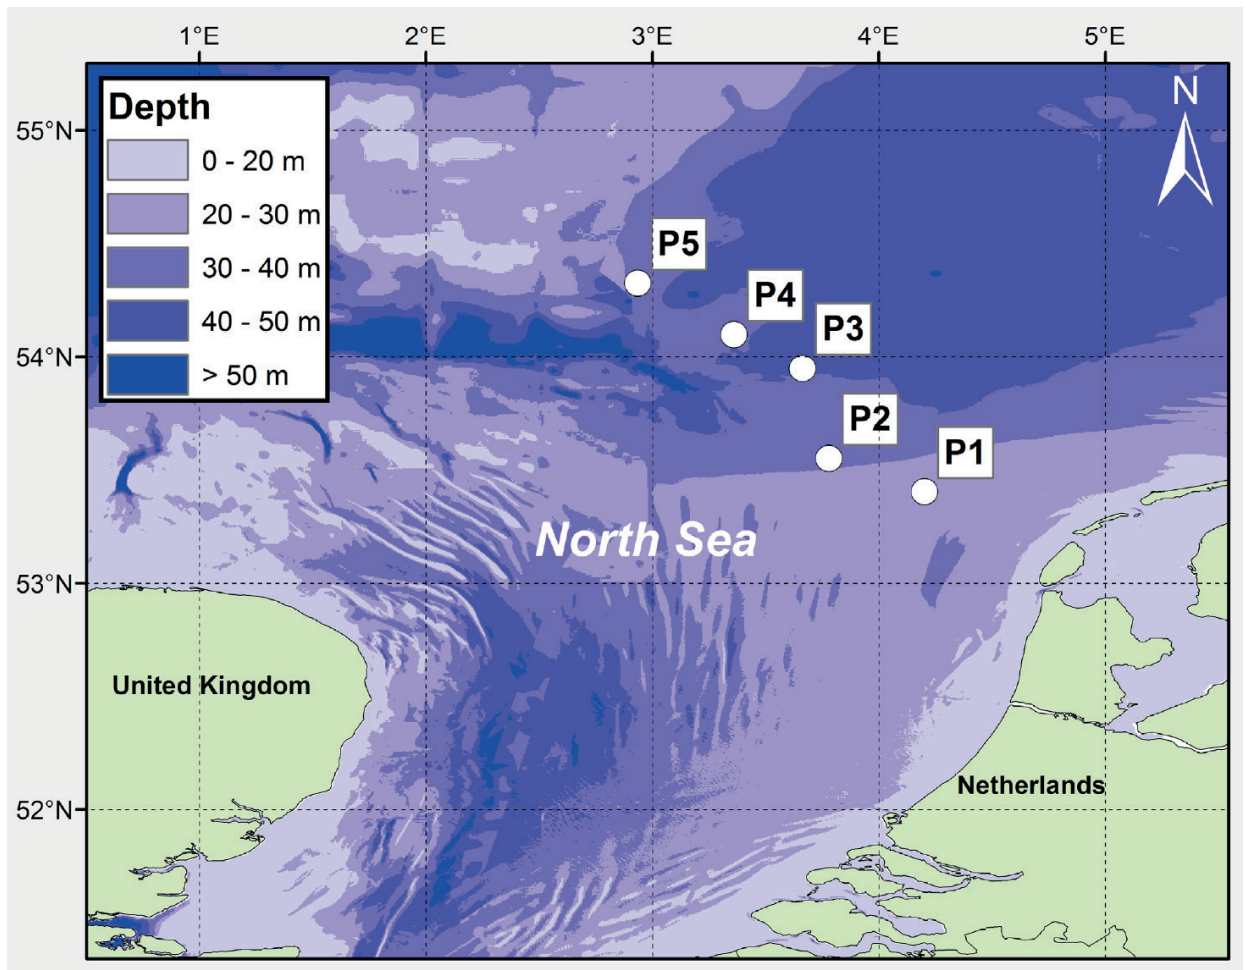 1°E 2°E 3°E 4°E 5°E
N
Depth
0 - 20 m
20 - 30 m
30 - 40 m
40 - 50 m
> 50 m
55°N
54°N
53°N
52°N
P5
P4
P3
P2
P1
North Sea
United Kingdom
Netherlands